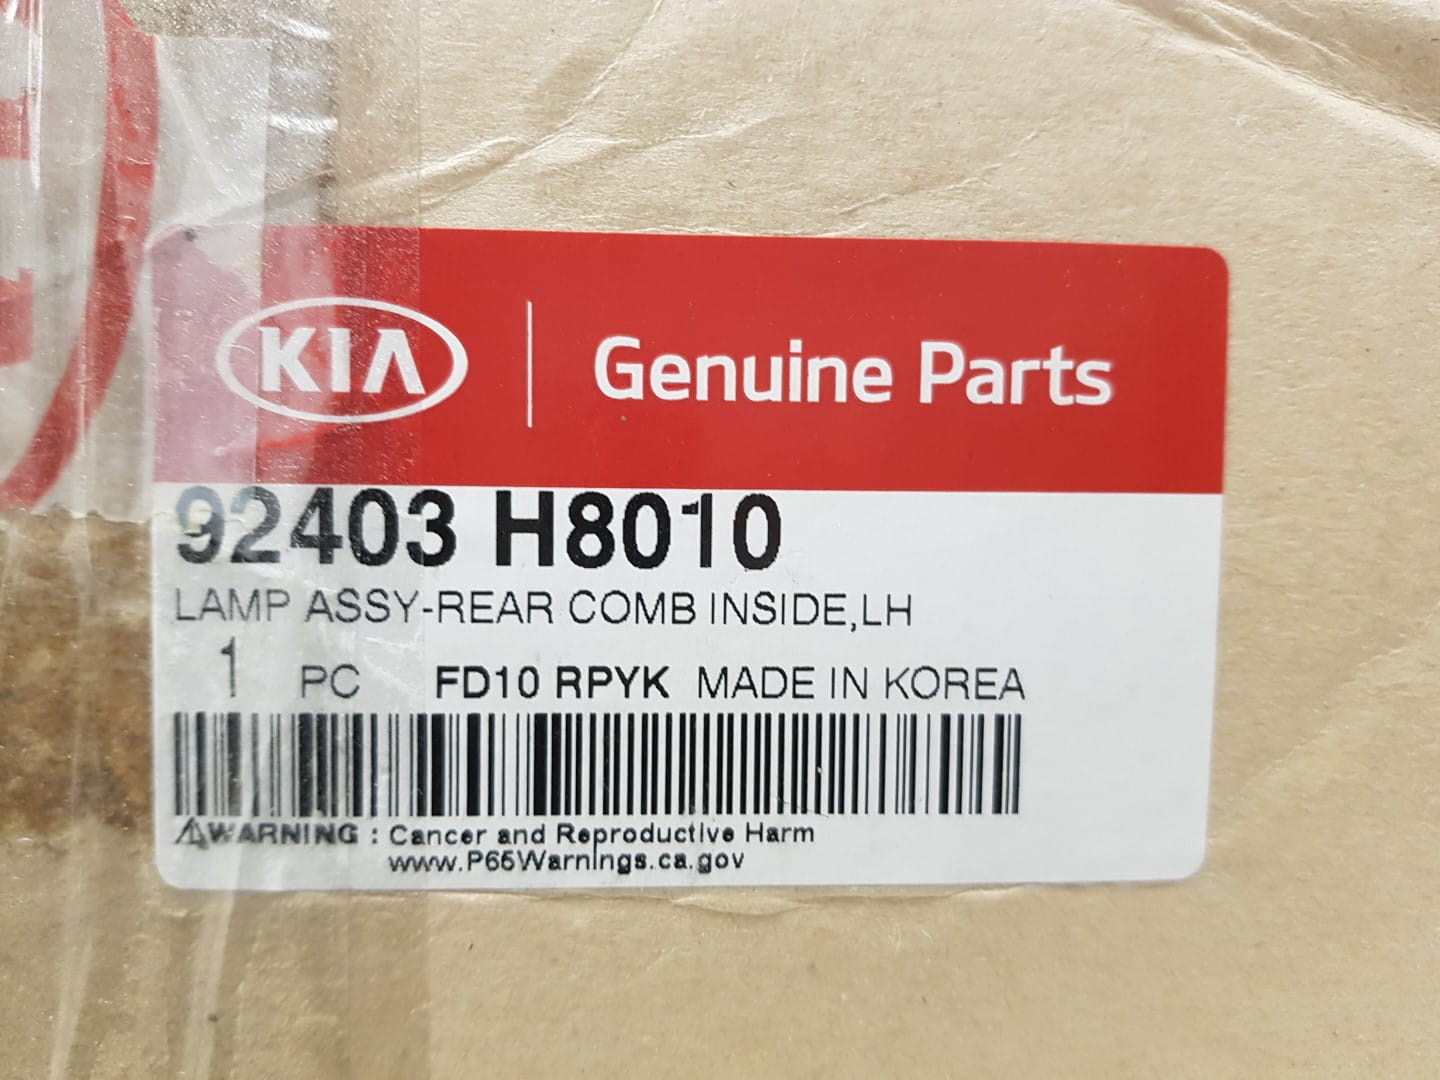 KIA Genuine Parts
92403 H8010
LAMP ASSY-REAR COMB INSIDE,LH
1 PC FD10 RPYK MADE IN KOREA
⚠WARNING : Cancer and Reproductive Harm
www.P65Warnings.ca.gov